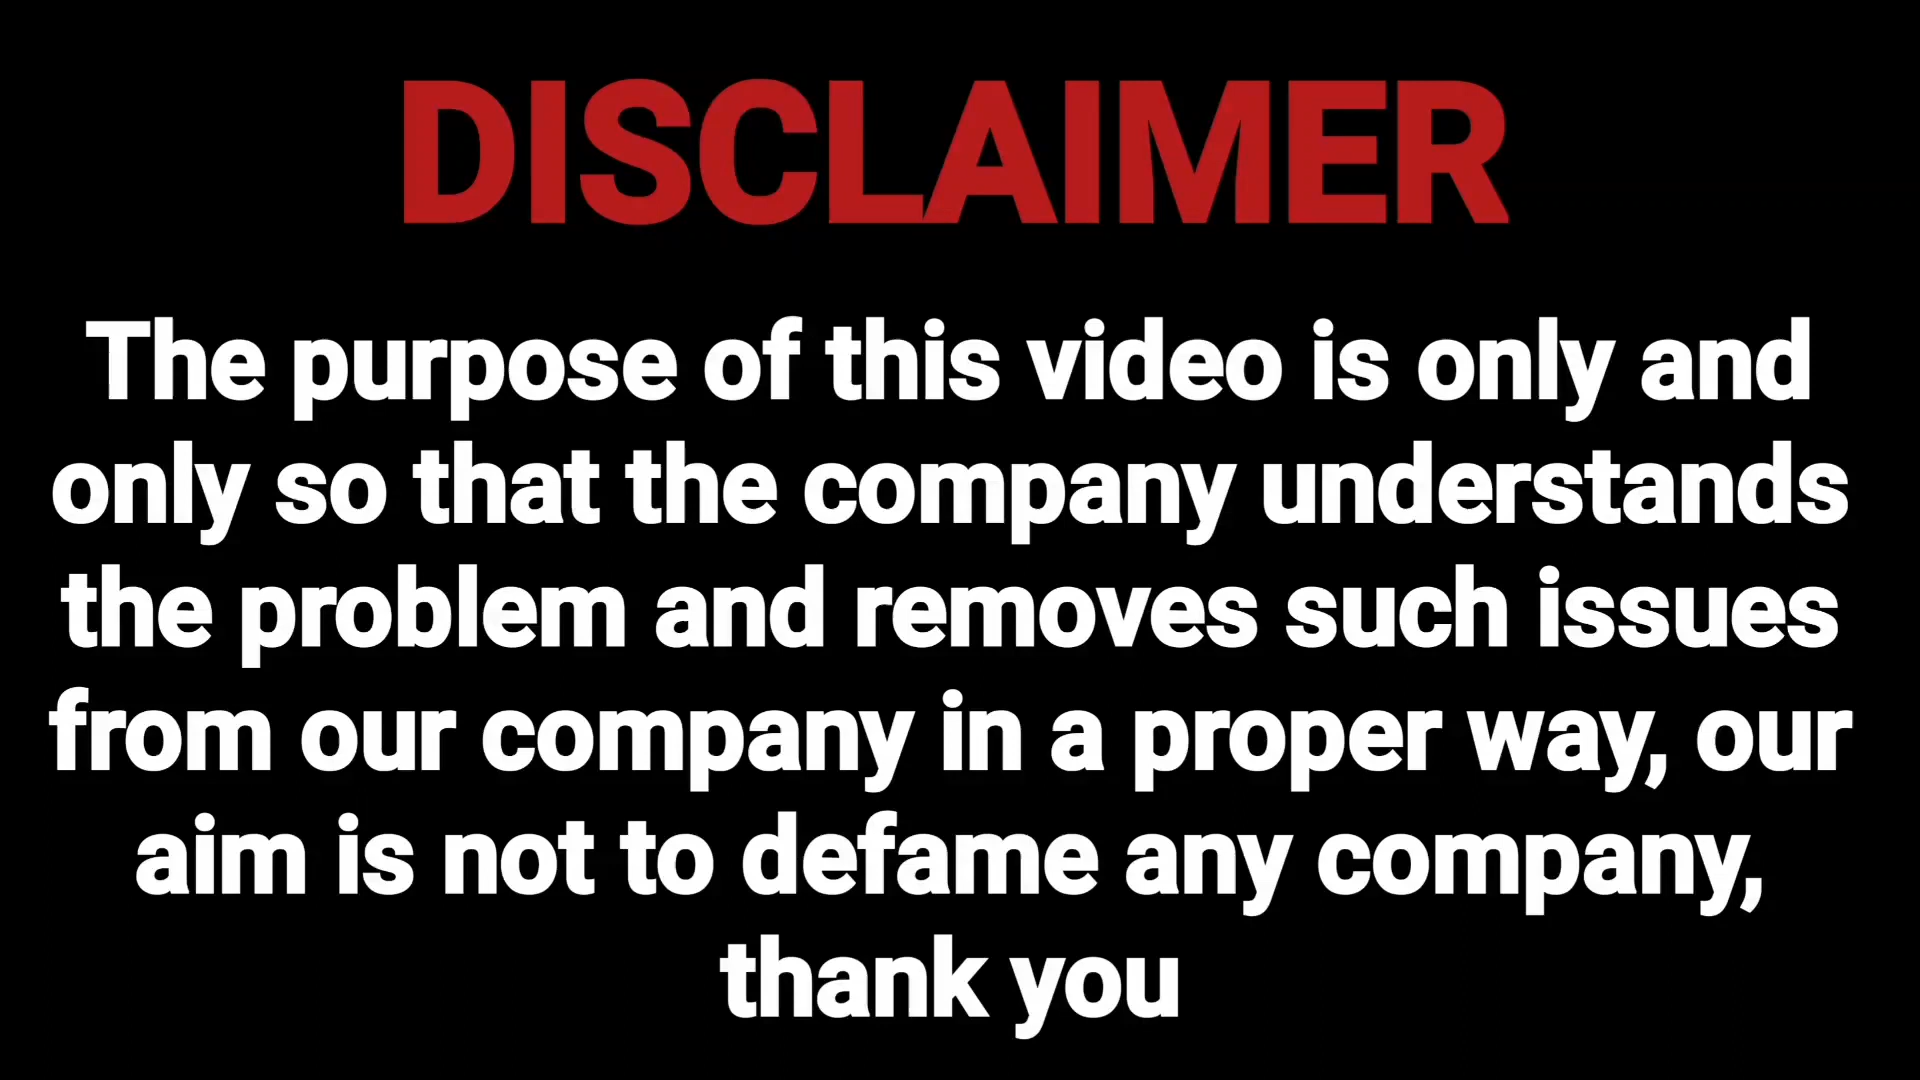 DISCLAIMER
The purpose of this video is only and
only so that the company understands
the problem and removes such issues
from our company in a proper way, our
aim is not to defame any company,
thank you